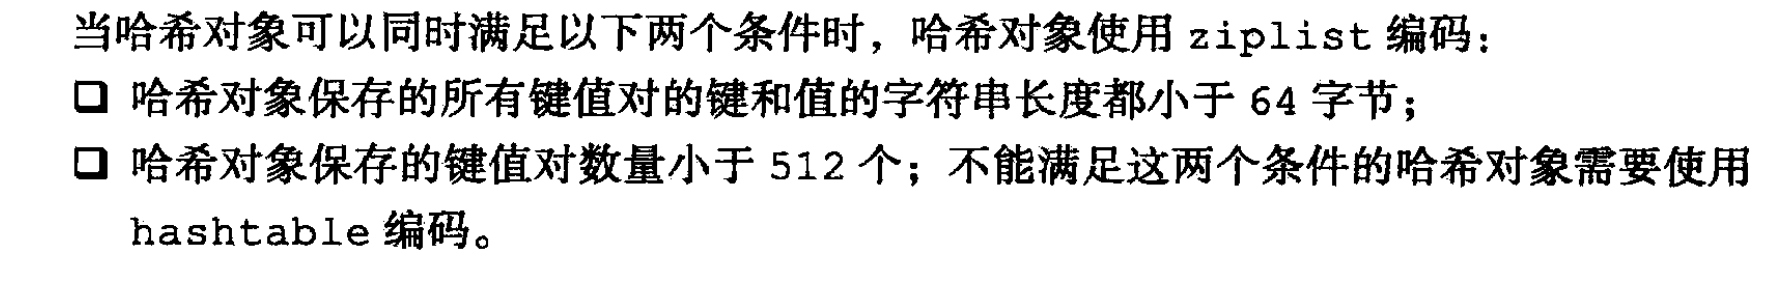 当哈希对象可以同时满足以下两个条件时，哈希对象使用 ziplist 编码：
❑ 哈希对象保存的所有键值对的键和值的字符串长度都小于 64 字节；
❑ 哈希对象保存的键值对数量小于 512 个；不能满足这两个条件的哈希对象需要使用
hashtable 编码。